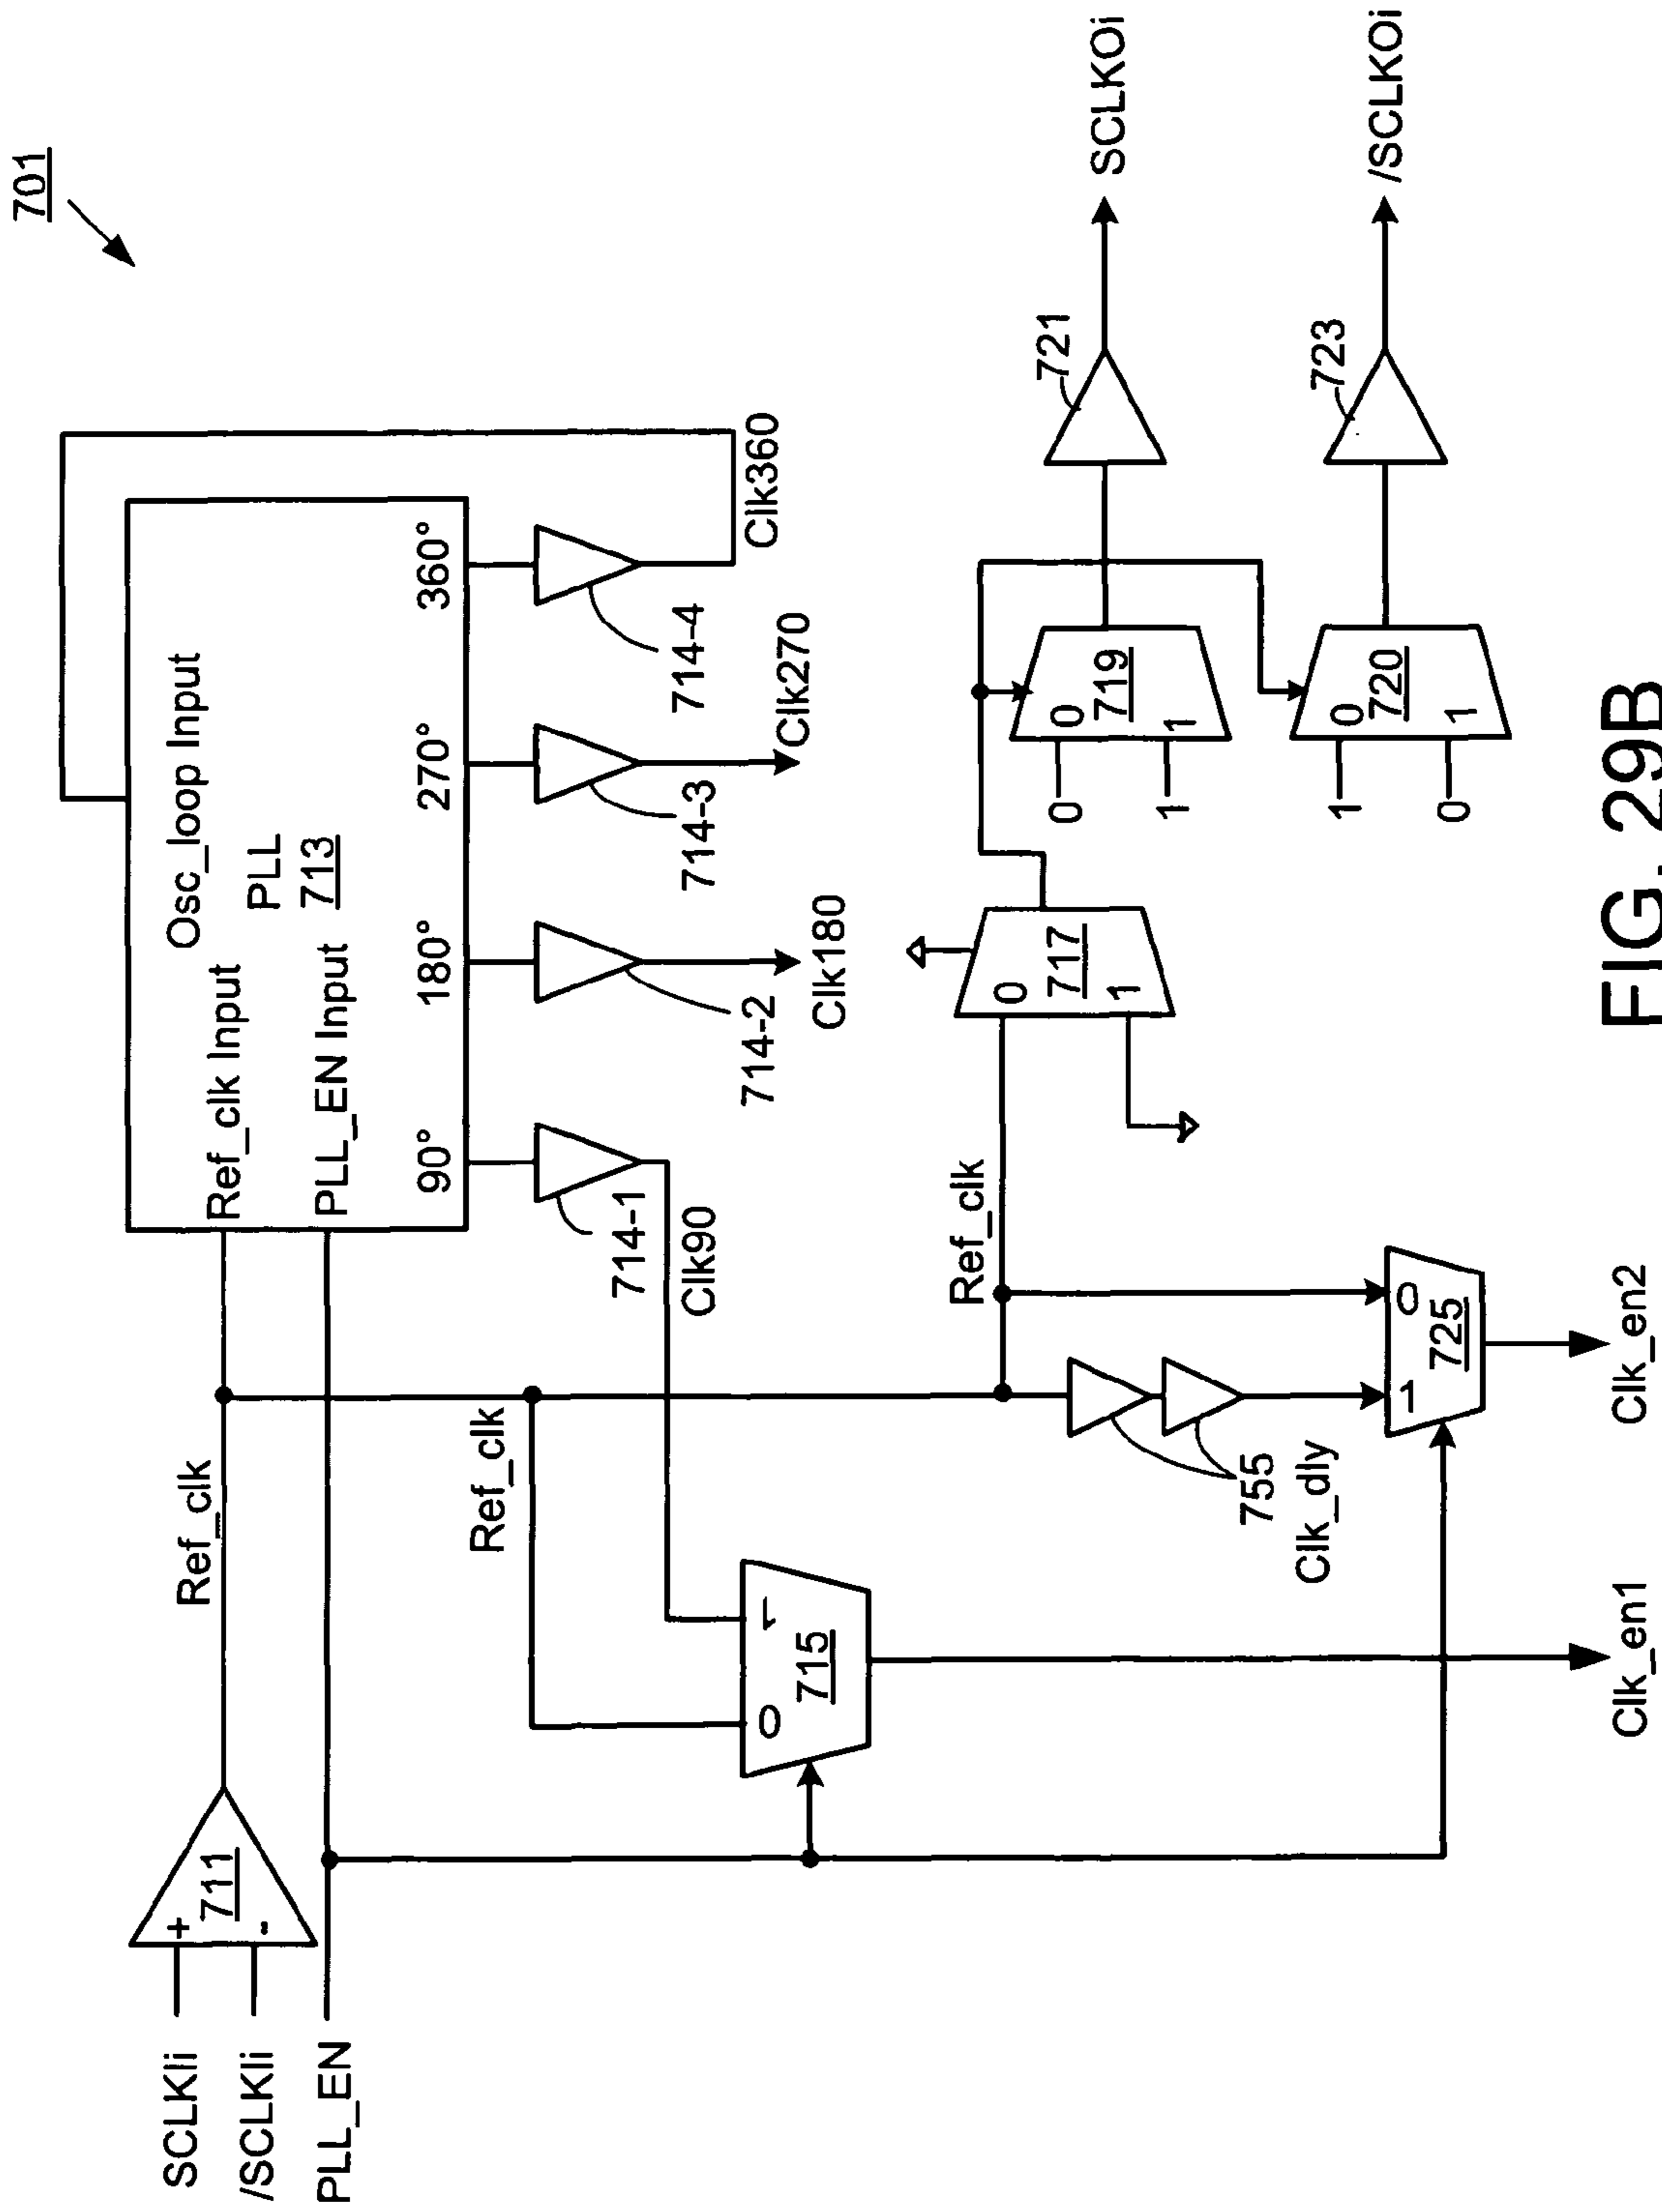 701
SCLKIi
/SCLKIi
PLL_EN
+
-
711
Ref_clk
Osc_loop Input
Ref_clk Input
PLL
713
PLL_EN Input
90°
180°
270°
360°
714-1
714-2
714-3
714-4
Clk90
Clk180
Clk270
Clk360
Ref_clk
0
1
715
Ref_clk
755
Clk_dly
1
0
725
Clk_en1
Clk_en2
0
717
1
0
1
0
719
1
1
0
0
720
1
721
723
SCLKOi
/SCLKOi
FIG. 29B